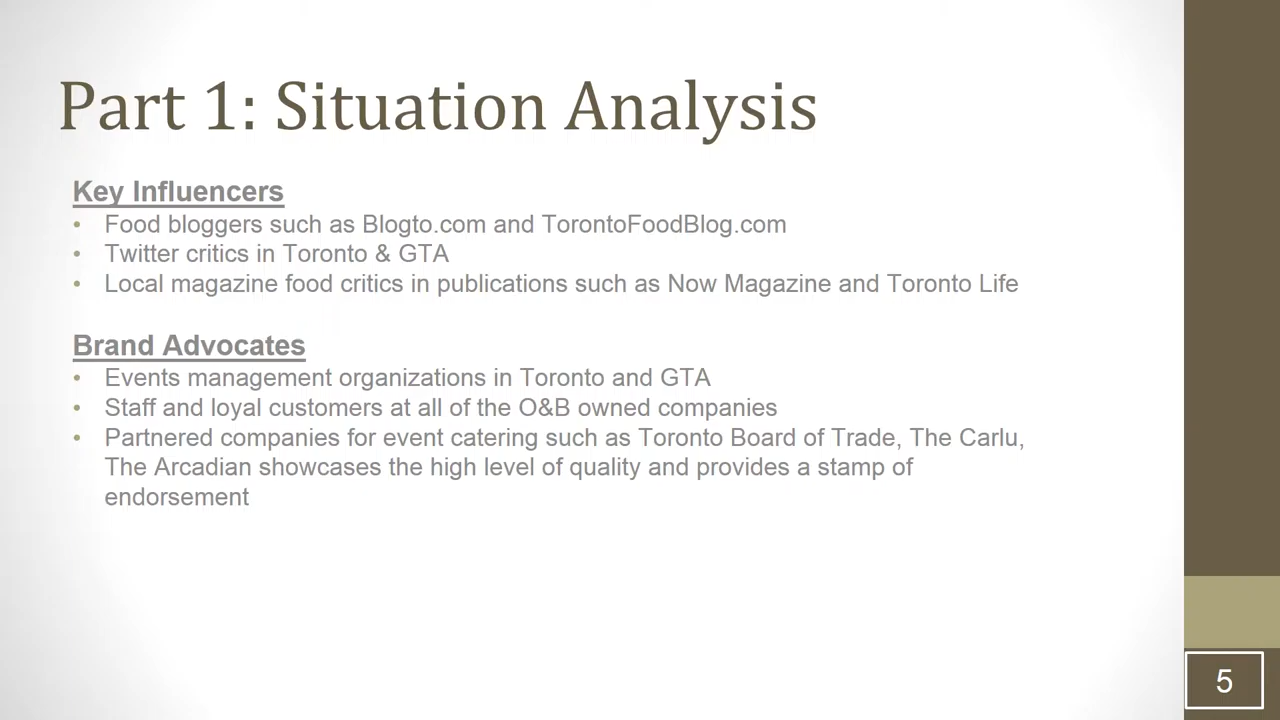 Part 1: Situation Analysis
Key Influencers
• Food bloggers such as Blogto.com and TorontoFoodBlog.com
• Twitter critics in Toronto & GTA
• Local magazine food critics in publications such as Now Magazine and Toronto Life
Brand Advocates
• Events management organizations in Toronto and GTA
• Staff and loyal customers at all of the O&B owned companies
• Partnered companies for event catering such as Toronto Board of Trade, The Carlu,
The Arcadian showcases the high level of quality and provides a stamp of
endorsement
5